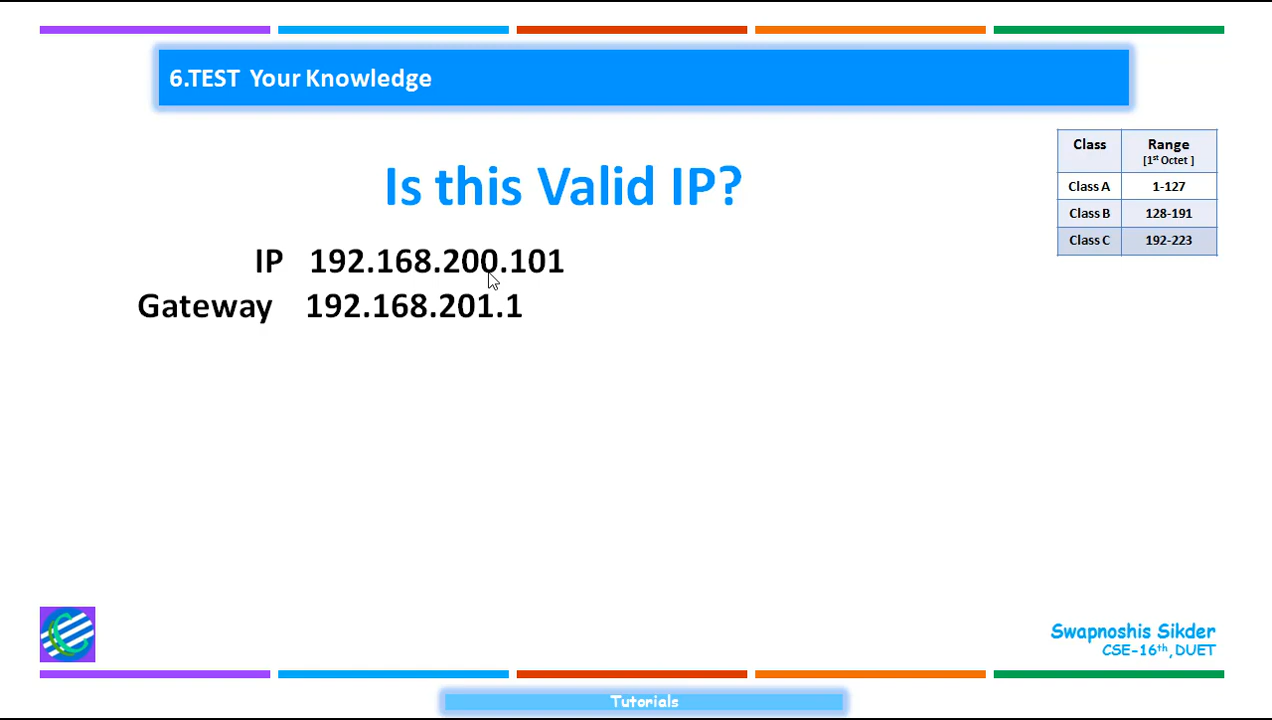 6.TEST Your Knowledge
Is this Valid IP?
IP 192.168.200.101
Gateway 192.168.201.1
Class Range
[1st Octet ]
Class A 1-127
Class B 128-191
Class C 192-223
Swapnoshis Sikder
CSE-16th,DUET
Tutorials